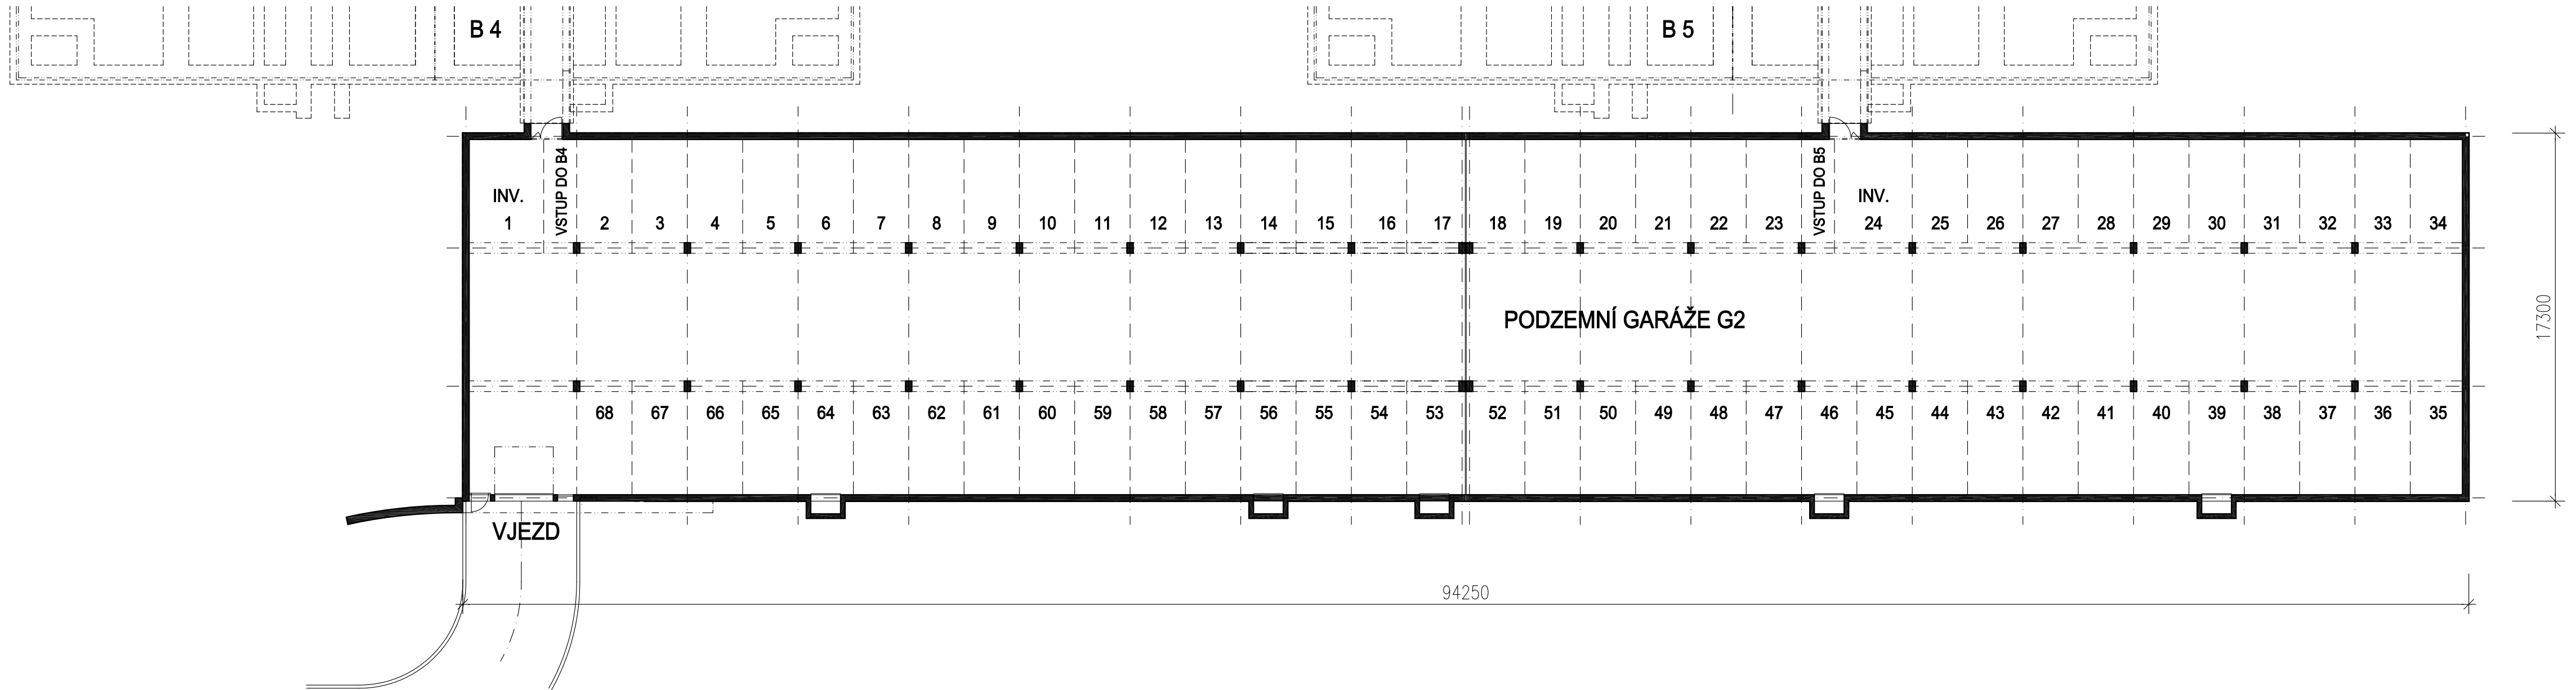 B 4
B 5
VSTUP DO B4
VSTUP DO B5
INV.
INV.
1 2 3 4 5 6 7 8 9 10 11 12 13 14 15 16 17 18 19 20 21 22 23 24 25 26 27 28 29 30 31 32 33 34
17300
PODZEMNÍ GARÁŽE G2
68 67 66 65 64 63 62 61 60 59 58 57 56 55 54 53 52 51 50 49 48 47 46 45 44 43 42 41 40 39 38 37 36 35
VJEZD
94250